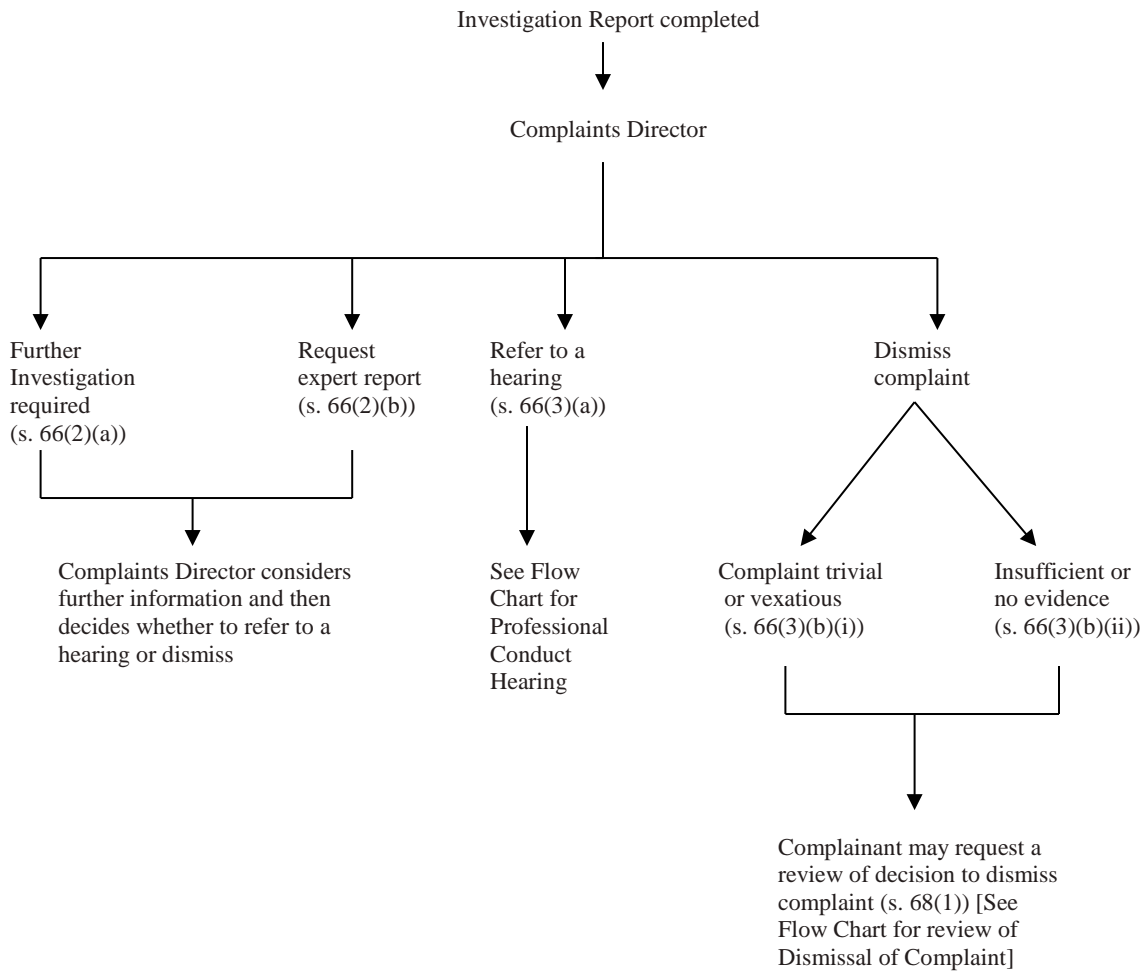 Investigation Report completed
Complaints Director
Further
Investigation
required
(s. 66(2)(a))
Request
expert report
(s. 66(2)(b))
Refer to a
hearing
(s. 66(3)(a))
Dismiss
complaint
Complaints Director considers
further information and then
decides whether to refer to a
hearing or dismiss
See Flow
Chart for
Professional
Conduct
Hearing
Complaint trivial
or vexatious
(s. 66(3)(b)(i))
Insufficient or
no evidence
(s. 66(3)(b)(ii))
Complainant may request a
review of decision to dismiss
complaint (s. 68(1)) [See
Flow Chart for review of
Dismissal of Complaint]